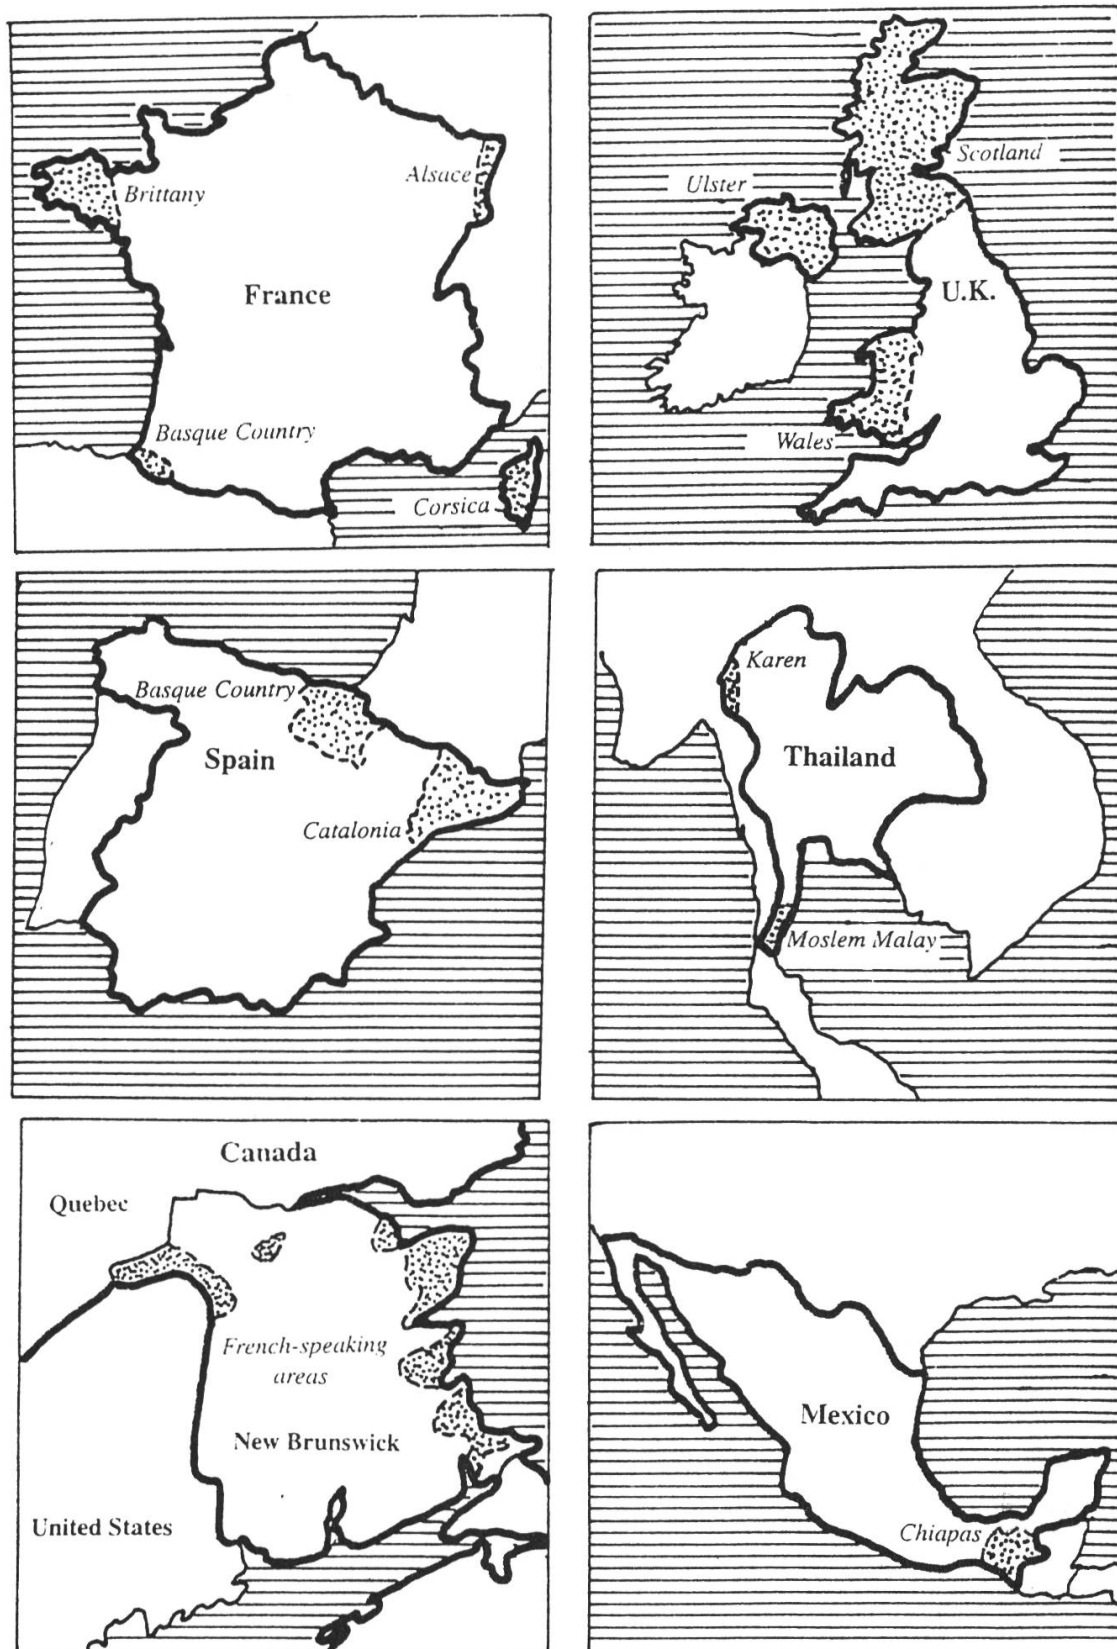 Brittany
Alsace
France
Basque Country
Corsica
Scotland
Ulster
U.K.
Wales
Basque Country
Spain
Catalonia
Karen
Thailand
Moslem Malay
Canada
Quebec
French-speaking
areas
New Brunswick
United States
Mexico
Chiapas